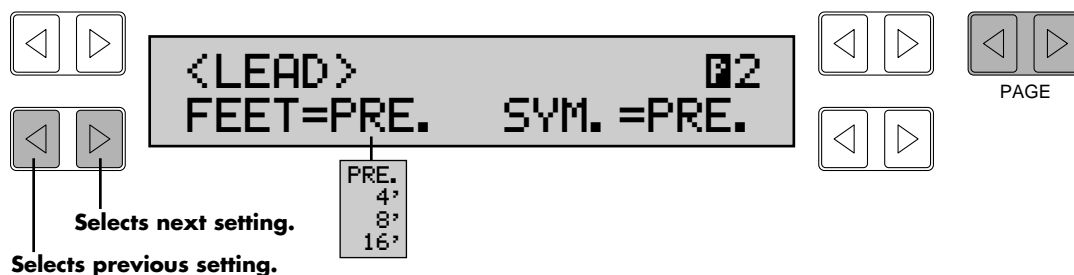 <LEAD> P2
FEET=PRE. SYM.=PRE.
PAGE
PRE.
4'
8'
16'
Selects next setting.
Selects previous setting.